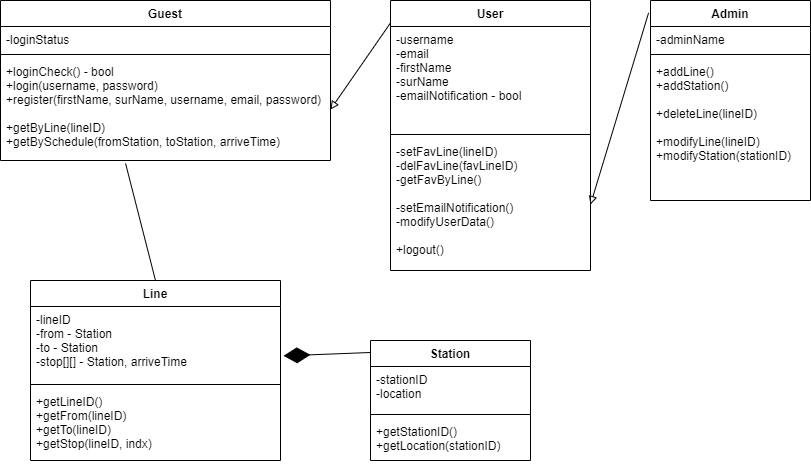 Guest
-loginStatus
+loginCheck() - bool
+login(username, password)
+register(firstName, surName, username, email, password)
+getByLine(lineID)
+getBySchedule(fromStation, toStation, arriveTime)
User
-username
-email
-firstName
-surName
-emailNotification - bool
-setFavLine(lineID)
-delFavLine(favLineID)
-getFavByLine()
-setEmailNotification()
-modifyUserData()
+logout()
Admin
-adminName
+addLine()
+addStation()
+deleteLine(lineID)
+modifyLine(lineID)
+modifyStation(stationID)
Line
-lineID
-from - Station
-to - Station
-stop[][] - Station, arriveTime
+getLineID()
+getFrom(lineID)
+getTo(lineID)
+getStop(lineID, indx)
Station
-stationID
-location
+getStationID()
+getLocation(stationID)